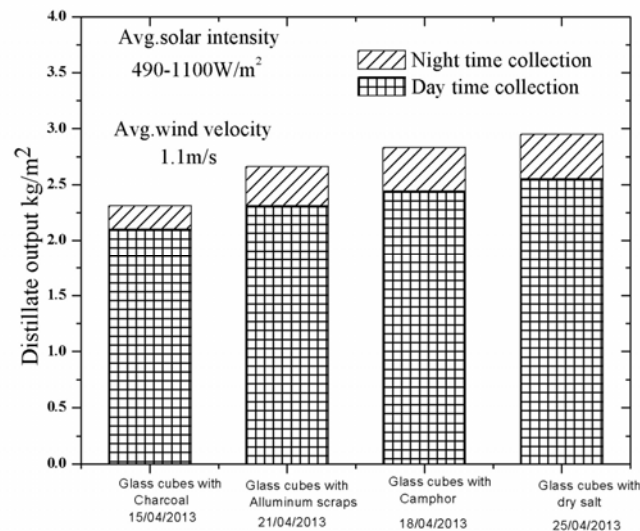 Avg.solar intensity
490-1100W/m²
Avg.wind velocity
1.1m/s
Night time collection
Day time collection
Distillate output kg/m²
4.0
3.5
3.0
2.5
2.0
1.5
1.0
0.5
0.0
Glass cubes with
Charcoal
15/04/2013
Glass cubes with
Alluminum scraps
21/04/2013
Glass cubes with
Camphor
18/04/2013
Glass cubes with
dry salt
25/04/2013